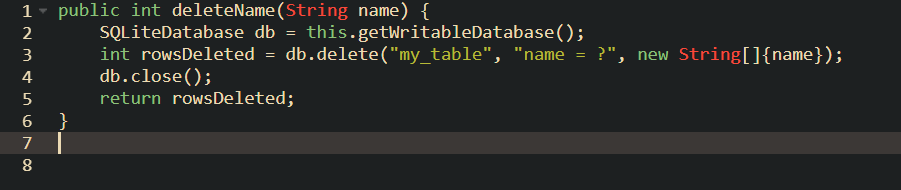 1 public int deleteName(String name) {
2     SQLiteDatabase db = this.getWritableDatabase();
3     int rowsDeleted = db.delete("my_table", "name = ?", new String[]{name});
4     db.close();
5     return rowsDeleted;
6 }
7
8